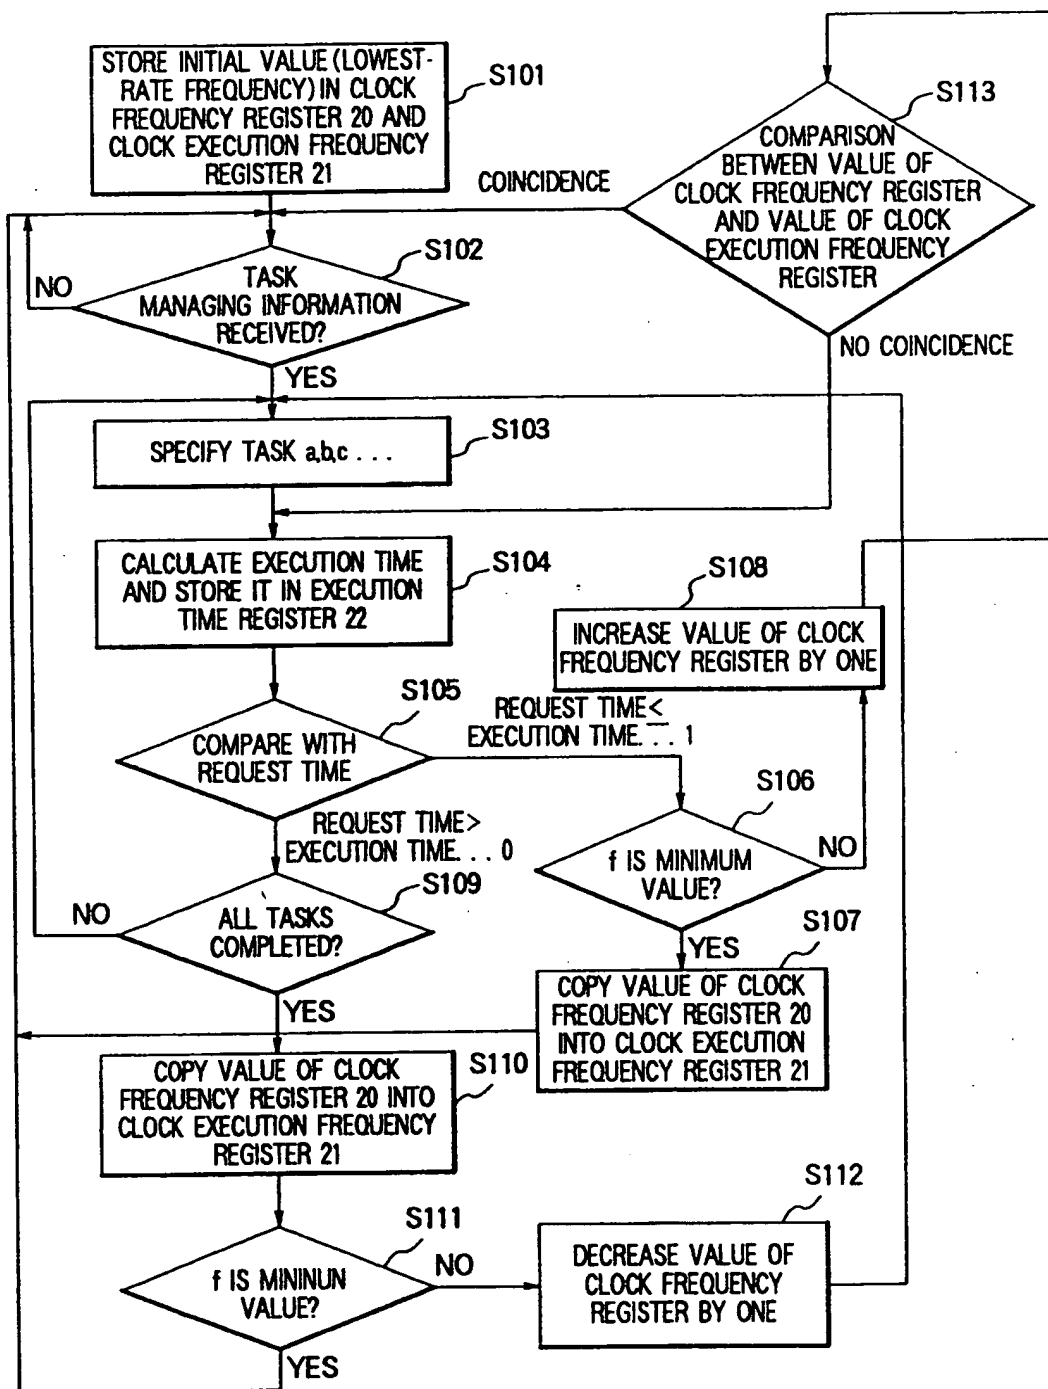 STORE INITIAL VALUE (LOWEST-
RATE FREQUENCY) IN CLOCK
FREQUENCY REGISTER 20 AND
CLOCK EXECUTION FREQUENCY
REGISTER 21
S101
S113
COMPARISON
BETWEEN VALUE OF
CLOCK FREQUENCY REGISTER
AND VALUE OF CLOCK
EXECUTION FREQUENCY
REGISTER
COINCIDENCE
NO COINCIDENCE
S102
TASK
MANAGING INFORMATION
RECEIVED?
NO
YES
S103
SPECIFY TASK a,b,c . . .
S104
CALCULATE EXECUTION TIME
AND STORE IT IN EXECUTION
TIME REGISTER 22
S108
INCREASE VALUE OF CLOCK
FREQUENCY REGISTER BY ONE
S105
COMPARE WITH
REQUEST TIME
REQUEST TIME≤
EXECUTION TIME. . . 1
REQUEST TIME>
EXECUTION TIME. . . 0
S106
f IS MINIMUM
VALUE?
NO
YES
S109
ALL TASKS
COMPLETED?
NO
YES
S107
COPY VALUE OF CLOCK
FREQUENCY REGISTER 20
INTO CLOCK EXECUTION
FREQUENCY REGISTER 21
S110
COPY VALUE OF CLOCK
FREQUENCY REGISTER 20 INTO
CLOCK EXECUTION FREQUENCY
REGISTER 21
S111
f IS MININUN
VALUE?
NO
YES
S112
DECREASE VALUE OF
CLOCK FREQUENCY
REGISTER BY ONE